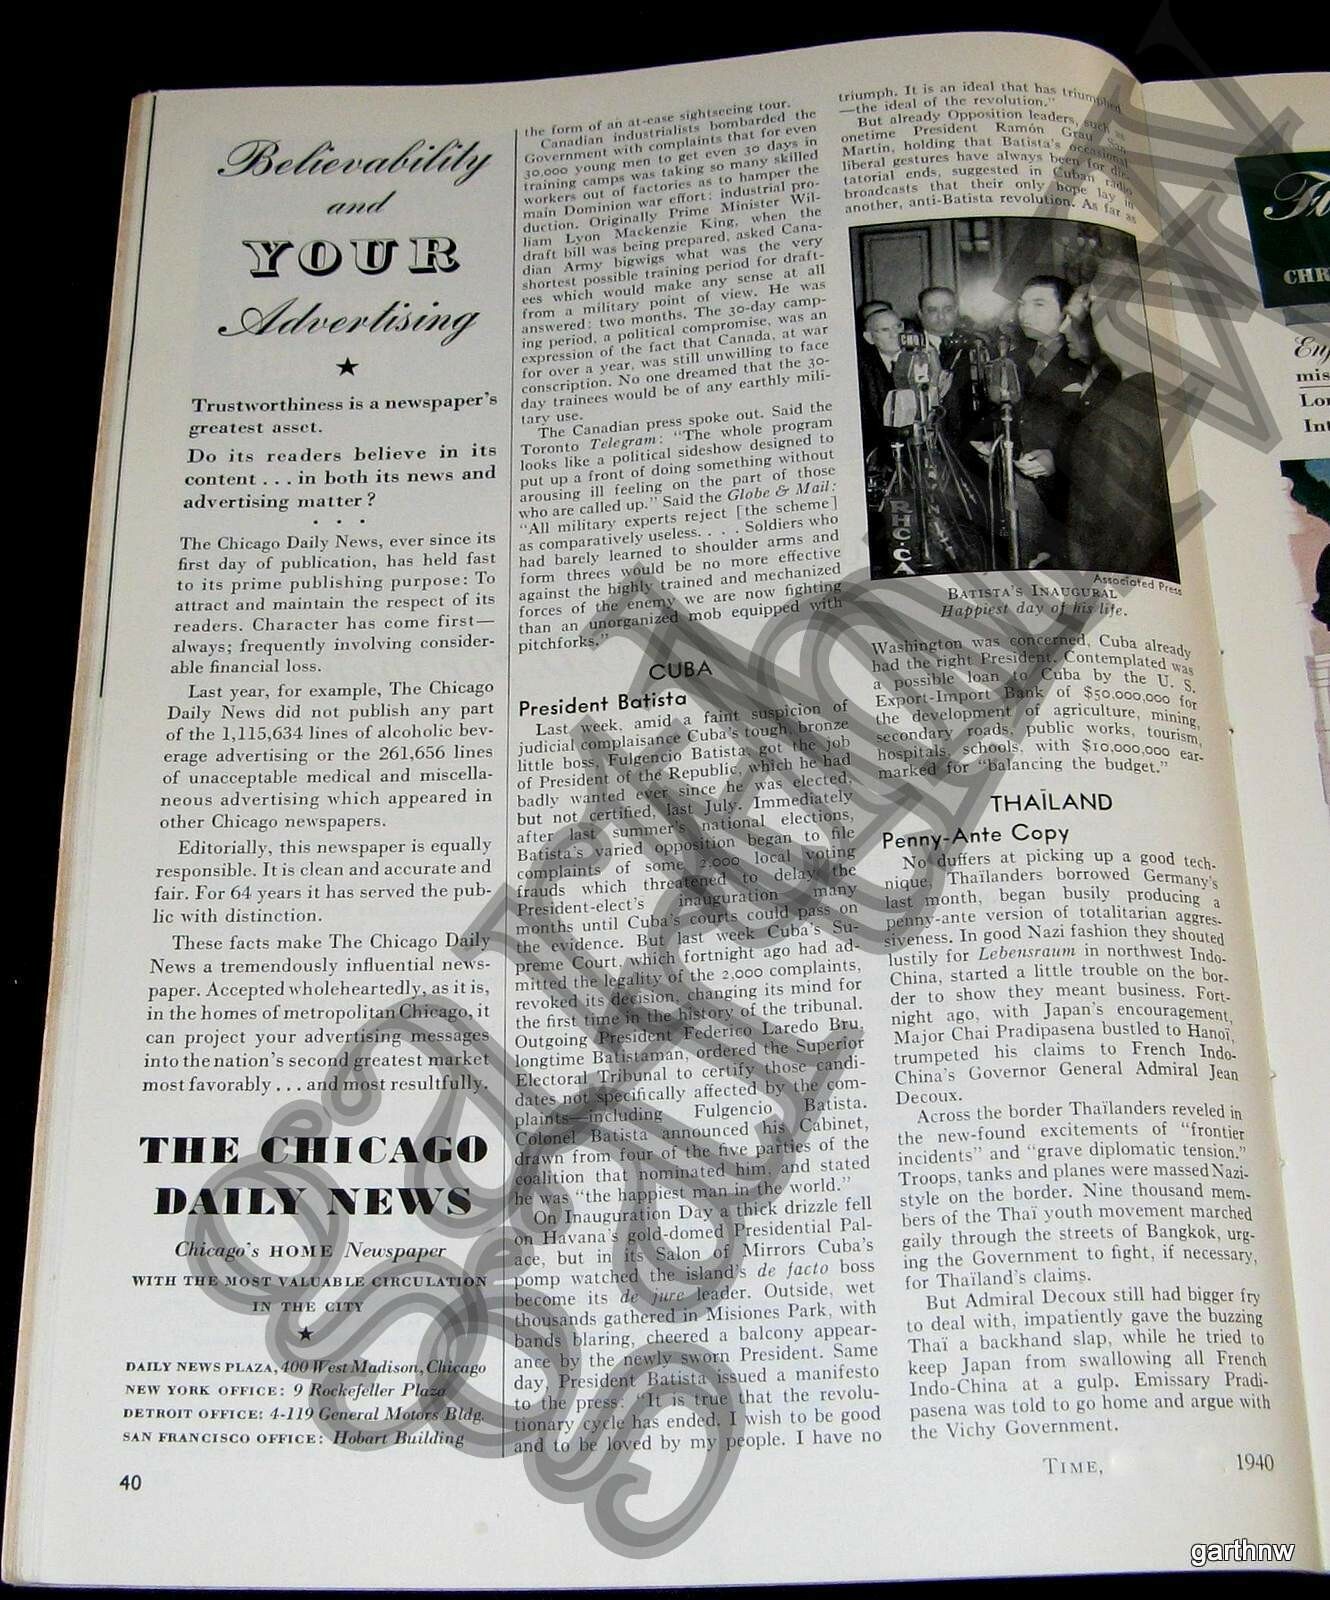 Believability
and
YOUR
Advertising
★
Trustworthiness is a newspaper's
greatest asset.
Do its readers believe in its
content . . . in both its news and
advertising matter?
. . .
The Chicago Daily News, ever since its
first day of publication, has held fast
to its prime publishing purpose: To
attract and maintain the respect of its
readers. Character has come first—
always; frequently involving consider-
able financial loss.
Last year, for example, The Chicago
Daily News did not publish any part
of the 1,115,634 lines of alcoholic bev-
erage advertising or the 261,656 lines
of unacceptable medical and miscella-
neous advertising which appeared in
other Chicago newspapers.
Editorially, this newspaper is equally
responsible. It is clean and accurate and
fair. For 64 years it has served the pub-
lic with distinction.
These facts make The Chicago Daily
News a tremendously influential news-
paper. Accepted wholeheartedly, as it is,
in the homes of metropolitan Chicago, it
can project your advertising messages
into the nation's second greatest market
most favorably . . . and most resultfully.
THE CHICAGO
DAILY NEWS
Chicago's HOME Newspaper
WITH THE MOST VALUABLE CIRCULATION
IN THE CITY
★
DAILY NEWS PLAZA, 400 West Madison, Chicago
NEW YORK OFFICE: 9 Rockefeller Plaza
DETROIT OFFICE: 4-119 General Motors Bldg.
SAN FRANCISCO OFFICE: Hobart Building
40
the form of an at-ease sightseeing tour.
Canadian industrialists bombarded the
Government with complaints that for even
30,000 young men to get even 30 days in
training camps was taking so many skilled
workers out of factories as to hamper the
main Dominion war effort: industrial pro-
duction. Originally Prime Minister Wil-
liam Lyon Mackenzie King, when the
draft bill was being prepared, asked Cana-
dian Army bigwigs what was the very
shortest possible training period for draft-
ees which would make any sense at all
from a military point of view. He was
answered: two months. The 30-day camp-
ing period, a political compromise, was an
expression of the fact that Canada, at war
for over a year, was still unwilling to face
conscription. No one dreamed that the 30-
day trainees would be of any earthly mili-
tary use.
The Canadian press spoke out. Said the
Toronto Telegram: "The whole program
looks like a political sideshow designed to
put up a front of doing something without
arousing ill feeling on the part of those
who are called up." Said the Globe & Mail:
"All military experts reject [the scheme]
as comparatively useless. . . . Soldiers who
had barely learned to shoulder arms and
form threes would be no more effective
against the highly trained and mechanized
forces of the enemy we are now fighting
than an unorganized mob equipped with
pitchforks."
CUBA
President Batista
Last week, amid a faint suspicion of
judicial complaisance Cuba's tough, bronze
little boss, Fulgencio Batista, got the job
of President of the Republic, which he had
badly wanted ever since he was elected,
but not certified, last July. Immediately
after last summer's national elections,
Batista's varied opposition began to file
complaints of some 2,000 local voting
frauds which threatened to delay the
President-elect's inauguration many
months until Cuba's courts could pass on
the evidence. But last week Cuba's Su-
preme Court, which fortnight ago had ad-
mitted the legality of the 2,000 complaints,
revoked its decision, changing its mind for
the first time in the history of the tribunal.
Outgoing President Federico Laredo Bru,
longtime Batistaman, ordered the Superior
Electoral Tribunal to certify those candi-
dates not specifically affected by the com-
plaints—including Fulgencio Batista.
Colonel Batista announced his Cabinet,
drawn from four of the five parties of the
coalition that nominated him, and stated
he was "the happiest man in the world."
On Inauguration Day a thick drizzle fell
on Havana's gold-domed Presidential Pal-
ace, but in its Salon of Mirrors Cuba's
pomp watched the island's de facto boss
become its de jure leader. Outside, wet
thousands gathered in Misiones Park, with
bands blaring, cheered a balcony appear-
ance by the newly sworn President. Same
day, President Batista issued a manifesto
to the press: "It is true that the revolu-
tionary cycle has ended. I wish to be good
and to be loved by my people. I have no
triumph. It is an ideal that has triumphed
—the ideal of the revolution."
But already Opposition leaders, such as
onetime President Ramón Grau San
Martin, holding that Batista's occasional
liberal gestures have always been for dic-
tatorial ends, suggested in Cuban radio
broadcasts that their only hope lay in
another, anti-Batista revolution. As far as
RHC·CA
Associated Press
BATISTA'S INAUGURAL
Happiest day of his life.
Washington was concerned, Cuba already
had the right President. Contemplated was
a possible loan to Cuba by the U. S.
Export-Import Bank of $50,000,000 for
the development of agriculture, mining,
secondary roads, public works, tourism,
hospitals, schools, with $10,000,000 ear-
marked for "balancing the budget."
THAÏLAND
Penny-Ante Copy
No duffers at picking up a good tech-
nique, Thaïlanders borrowed Germany's
last month, began busily producing a
penny-ante version of totalitarian aggres-
siveness. In good Nazi fashion they shouted
lustily for Lebensraum in northwest Indo-
China, started a little trouble on the bor-
der to show they meant business. Fort-
night ago, with Japan's encouragement,
Major Chai Pradipasena bustled to Hanoï,
trumpeted his claims to French Indo-
China's Governor General Admiral Jean
Decoux.
Across the border Thaïlanders reveled in
the new-found excitements of "frontier
incidents" and "grave diplomatic tension."
Troops, tanks and planes were massed Nazi-
style on the border. Nine thousand mem-
bers of the Thaï youth movement marched
gaily through the streets of Bangkok, urg-
ing the Government to fight, if necessary,
for Thaïland's claims.
But Admiral Decoux still had bigger fry
to deal with, impatiently gave the buzzing
Thaï a backhand slap, while he tried to
keep Japan from swallowing all French
Indo-China at a gulp. Emissary Pradi-
pasena was told to go home and argue with
the Vichy Government.
TIME, 1940
CHR
mis
Lon
Int
garthnw